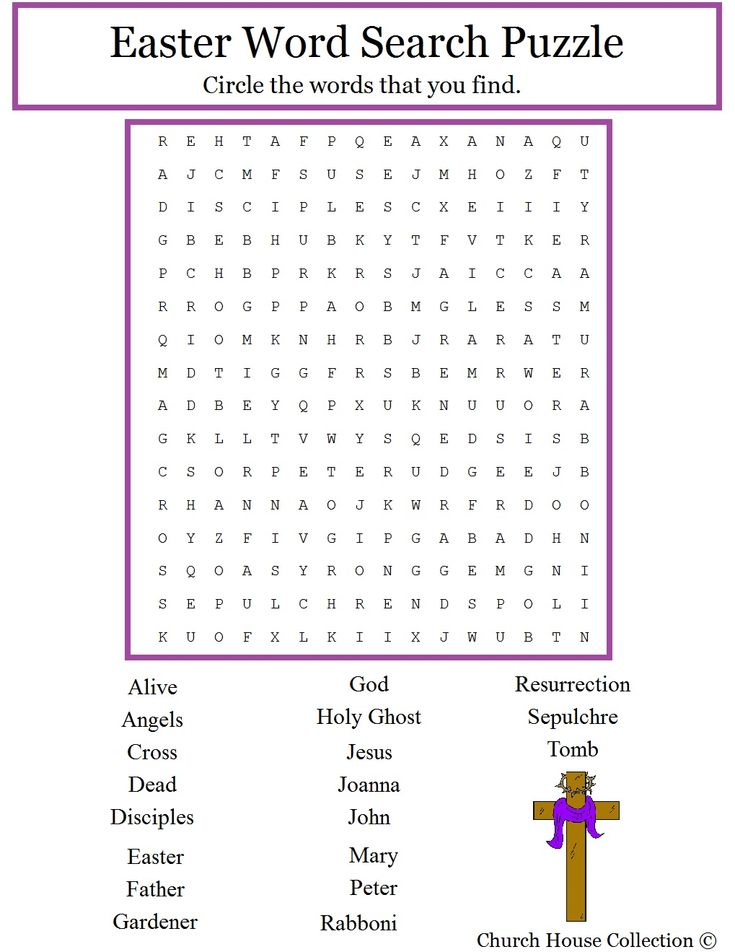 Easter Word Search Puzzle
Circle the words that you find.
R E H T A F P Q E A X A N A Q U
A J C M F S U S E J M H O Z F T
D I S C I P L E S C X E I I I Y
G B E B H U B K Y T F V T K E R
P C H B P R K R S J A I C C A A
R R O G P P A O B M G L E S S M
Q I O M K N H R B J R A R A T U
M D T I G G F R S B E M R W E R
A D B E Y Q P X U K N U U O R A
G K L L T V W Y S Q E D S I S B
C S O R P E T E R U D G E E J B
R H A N N A O J K W R F R D O O
O Y Z F I V G I P G A B A D H N
S Q O A S Y R O N G G E M G N I
S E P U L C H R E N D S P O L I
K U O F X L K I I X J W U B T N
Alive God Resurrection
Angels Holy Ghost Sepulchre
Cross Jesus Tomb
Dead Joanna
Disciples John
Easter Mary
Father Peter
Gardener Rabboni
Church House Collection ©